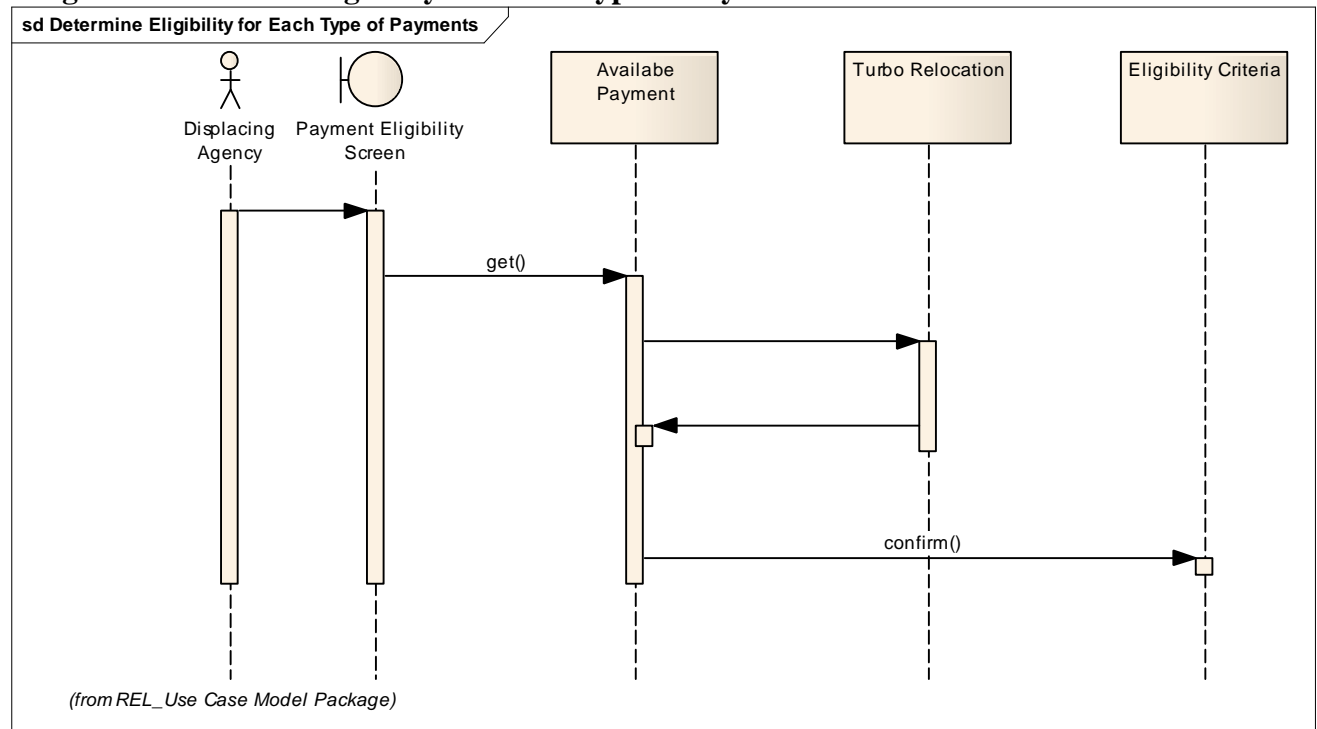 sd Determine Eligibility for Each Type of Payments
Displacing
Agency
Payment Eligibility
Screen
Availabe
Payment
Turbo Relocation
Eligibility Criteria
get()
confirm()
(from REL_Use Case Model Package)